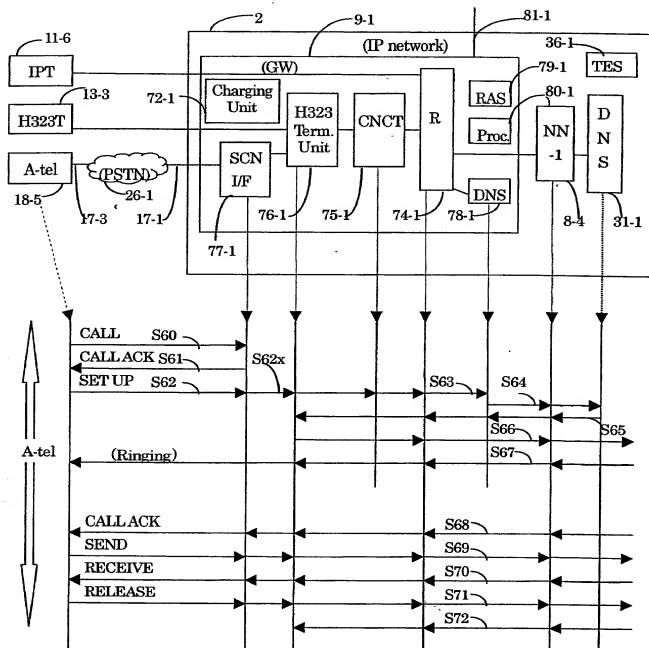 2
9-1
81-1
(IP network)
11-6
36-1
IPT
(GW)
79-1
TES
13-3
72-1
Charging
Unit
RAS
80-1
H323T
H323
Term.
Unit
CNCT
R
Proc.
NN
-1
D
N
S
A-tel
(PSTN)
SCN
I/F
DNS
18-5
26-1
17-3
17-1
76-1
75-1
74-1
78-1
8-4
31-1
77-1
CALL
S60
CALL ACK
S61
S62x
SET UP
S62
S63
S64
S66
S65
A-tel
(Ringing)
S67
CALL ACK
S68
SEND
S69
RECEIVE
S70
RELEASE
S71
S72